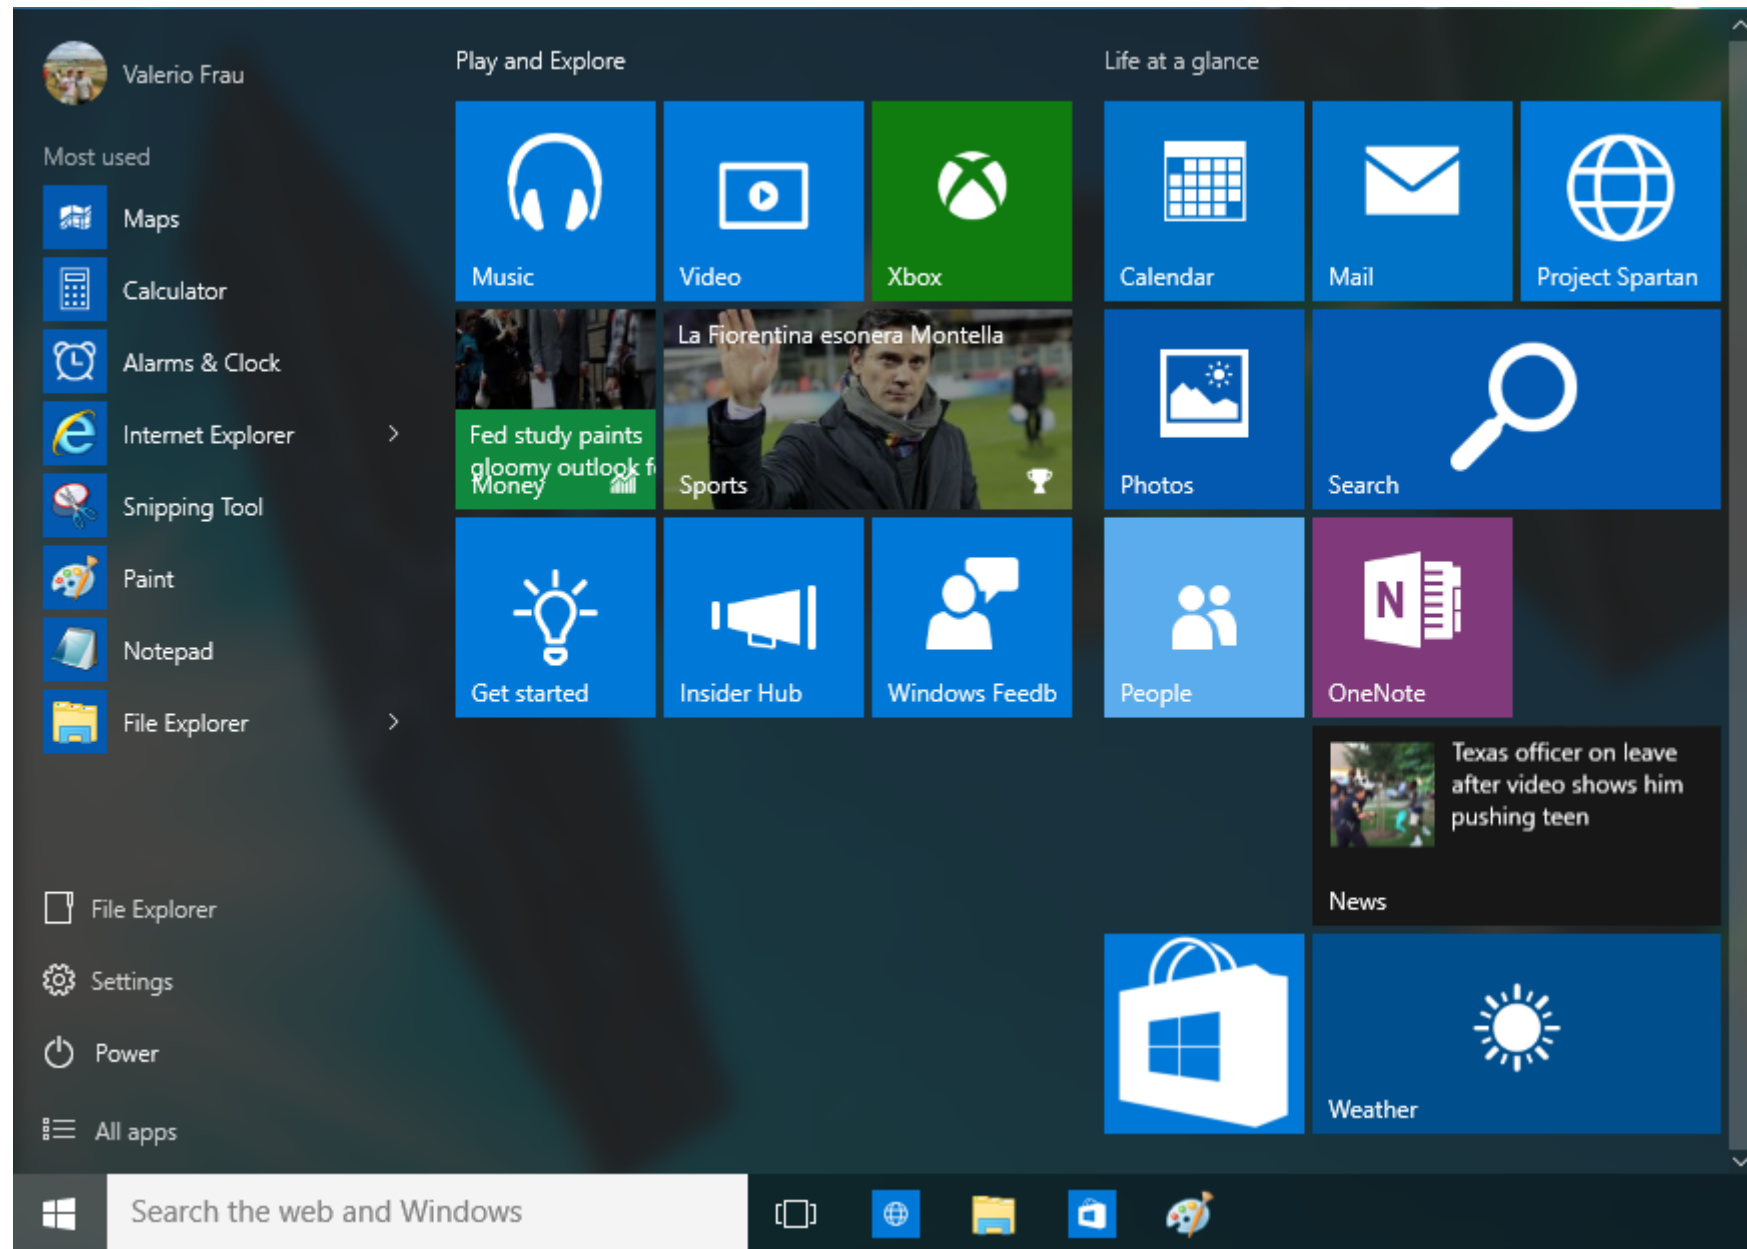 Valerio Frau
Most used
Maps
Calculator
Alarms & Clock
Internet Explorer
Snipping Tool
Paint
Notepad
File Explorer
File Explorer
Settings
Power
All apps
Play and Explore
Music
Video
Xbox
Fed study paints
gloomy outlook f
Money
La Fiorentina esonera Montella
Sports
Get started
Insider Hub
Windows Feedb
Life at a glance
Calendar
Mail
Project Spartan
Photos
Search
People
N
OneNote
Texas officer on leave
after video shows him
pushing teen
News
Weather
Search the web and Windows